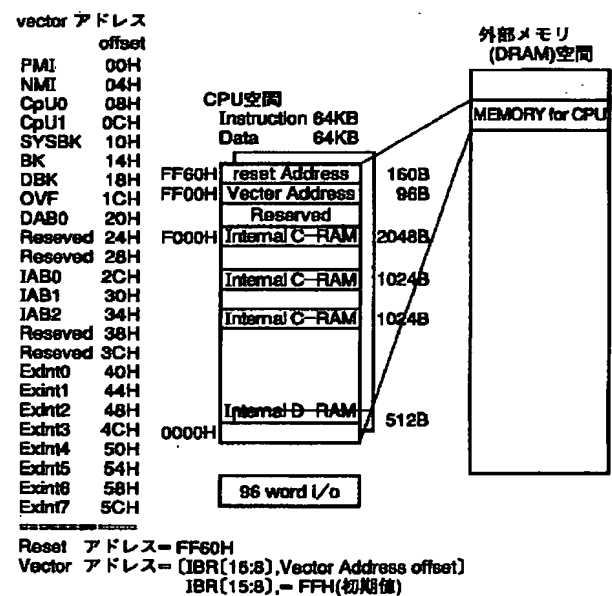 vector アドレス
offset
PMI 00H
NMI 04H
CpU0 08H
CpU1 0CH
SYSBK 10H
BK 14H
DBK 18H
OVF 1CH
DAB0 20H
Reseved 24H
Reseved 28H
IAB0 2CH
IAB1 30H
IAB2 34H
Reseved 38H
Reseved 3CH
ExInt0 40H
Exint1 44H
ExInt2 48H
ExInt3 4CH
ExInt4 50H
ExInt5 54H
Exint6 58H
ExInt7 5CH
CPU空間
Instruction 64KB
Data 64KB
FF60H reset Address 160B
FF00H Vecter Address 96B
Reserved
F000H Internal C-RAM 2048B
Internal C-RAM 1024B
Internal C-RAM 1024B
Internal D-RAM 512B
0000H
96 word i/o
外部メモリ
(DRAM)空間
MEMORY for CPU
Reset アドレス=FF60H
Vector アドレス=〔IBR〔15:8〕,Vector Address offset〕
IBR〔15:8〕,=FFH(初期値)